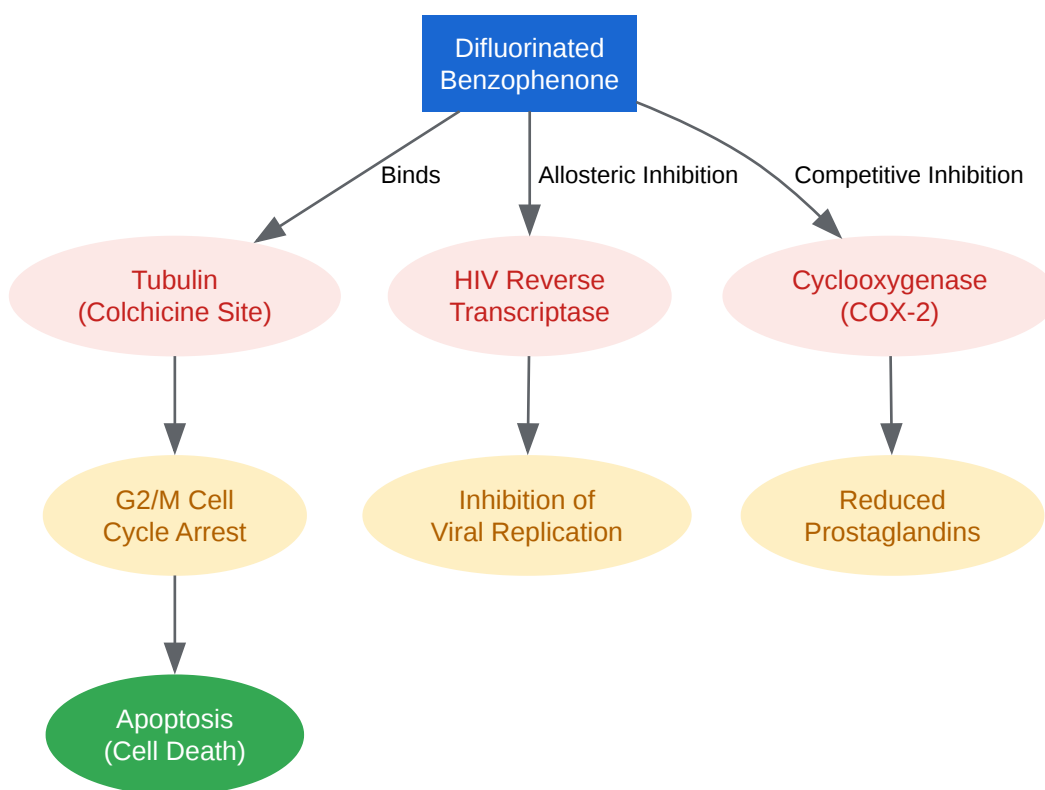 Difluorinated
Benzophenone
Binds
Allosteric Inhibition
Competitive Inhibition
Tubulin
(Colchicine Site)
HIV Reverse
Transcriptase
Cyclooxygenase
(COX-2)
G2/M Cell
Cycle Arrest
Inhibition of
Viral Replication
Reduced
Prostaglandins
Apoptosis
(Cell Death)